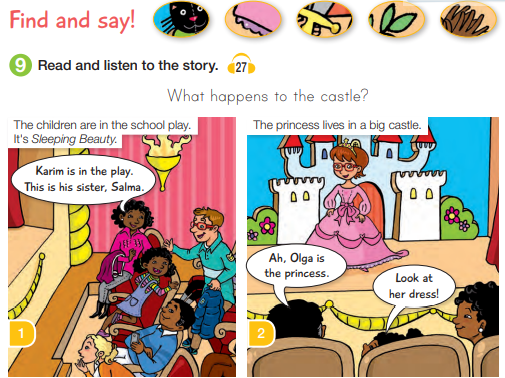 Find and say!
9 Read and listen to the story. 27
What happens to the castle?
The children are in the school play.
It's Sleeping Beauty.
Karim is in the play.
This is his sister, Salma.
1
The princess lives in a big castle.
Ah, Olga is
the princess.
Look at
her dress!
2